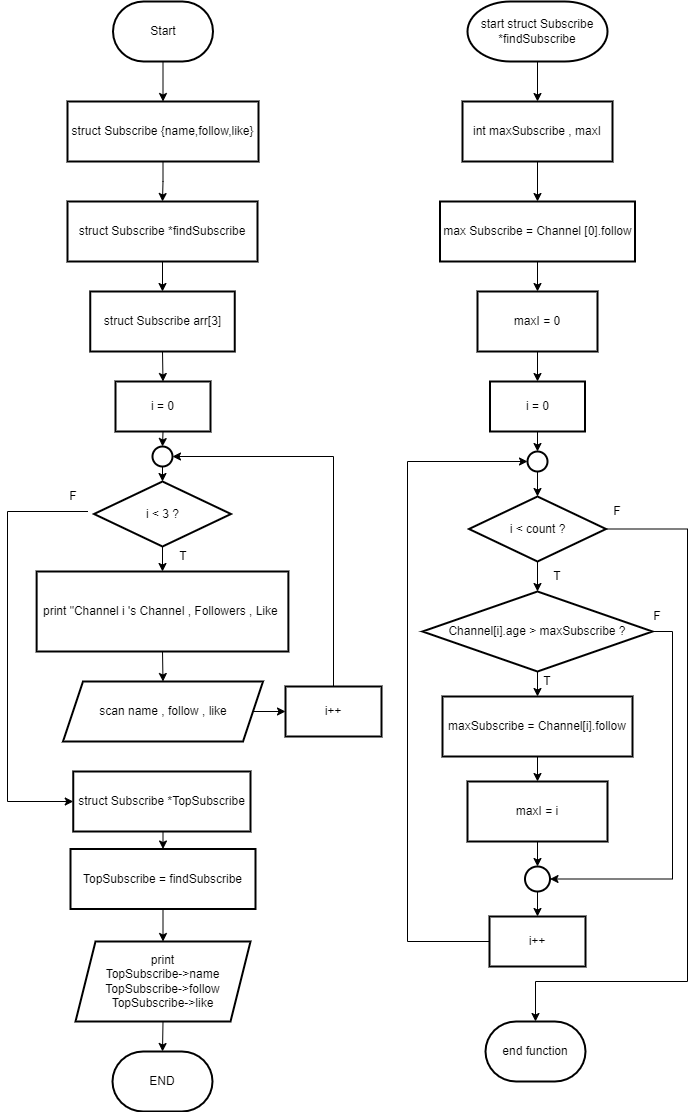 Start
struct Subscribe {name,follow,like}
struct Subscribe *findSubscribe
struct Subscribe arr[3]
i = 0
i < 3 ?
F
T
print "Channel i 's Channel , Followers , Like
scan name , follow , like
i++
struct Subscribe *TopSubscribe
TopSubscribe = findSubscribe
print
TopSubscribe->name
TopSubscribe->follow
TopSubscribe->like
END
start struct Subscribe
*findSubscribe
int maxSubscribe , maxI
max Subscribe = Channel [0].follow
maxI = 0
i = 0
i < count ?
F
T
Channel[i].age > maxSubscribe ?
F
T
maxSubscribe = Channel[i].follow
maxI = i
i++
end function